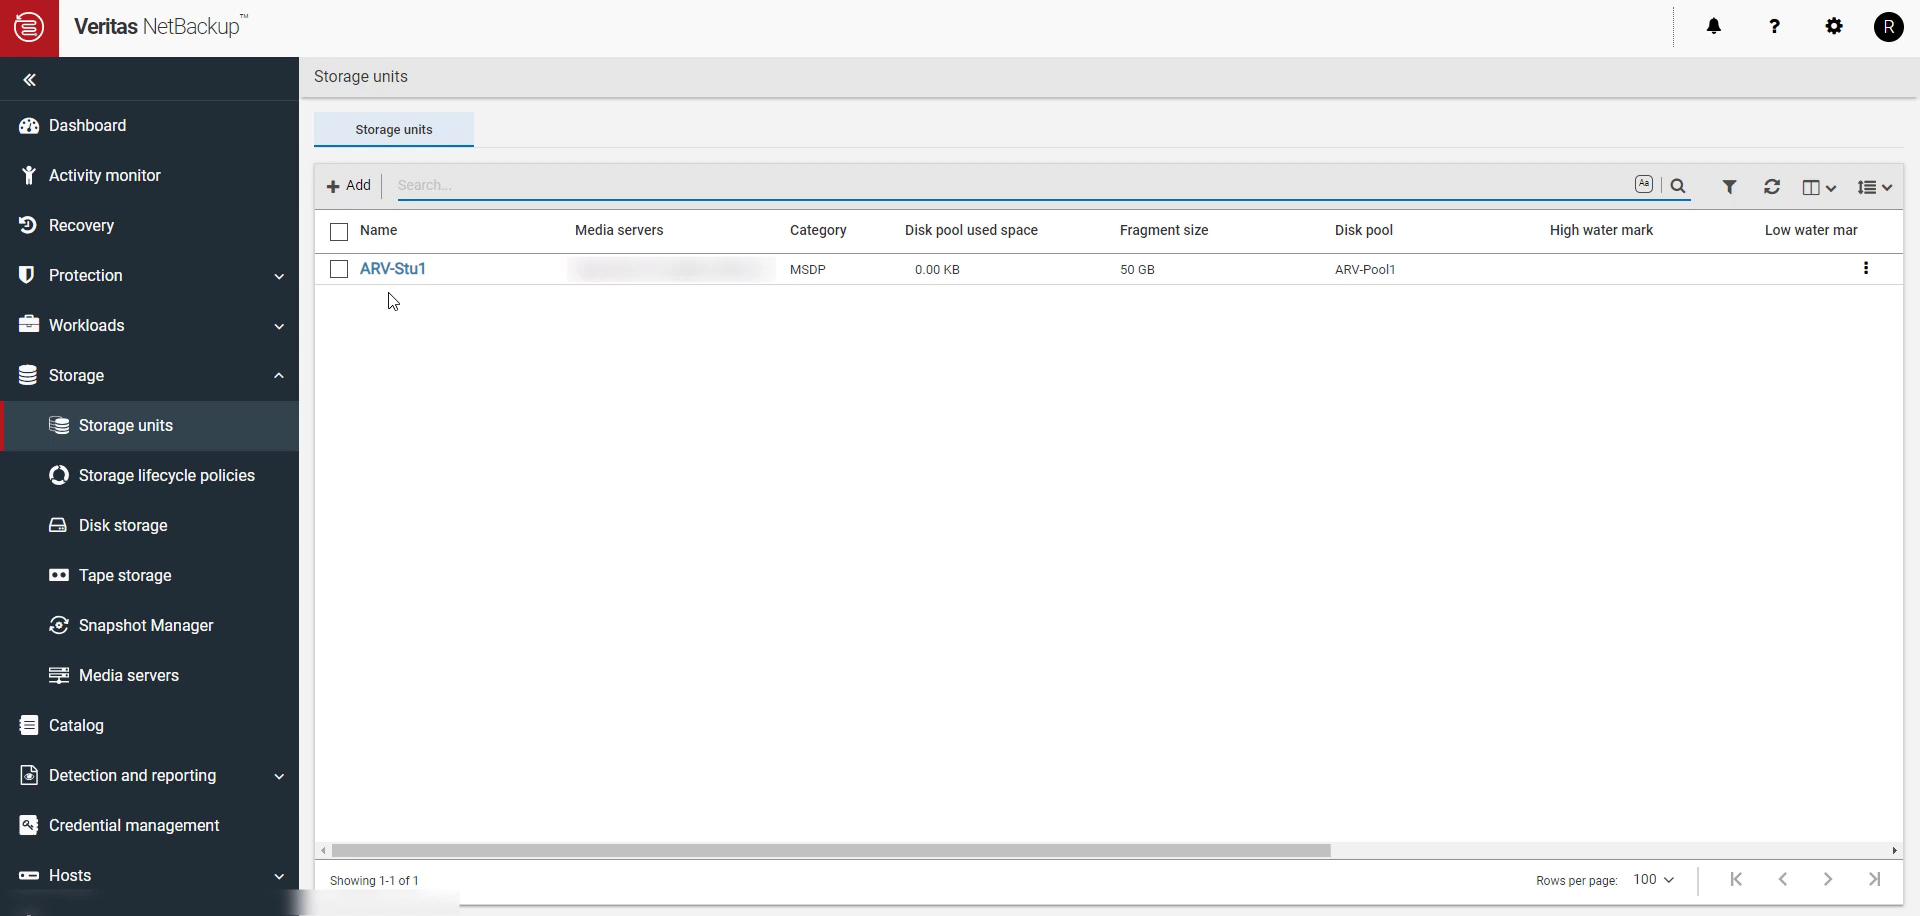 Veritas NetBackup™
R
Storage units
Dashboard
Activity monitor
Recovery
Protection
Workloads
Storage
Storage units
Storage lifecycle policies
Disk storage
Tape storage
Snapshot Manager
Media servers
Catalog
Detection and reporting
Credential management
Hosts
Storage units
Add Search... Aa
Name Media servers Category Disk pool used space Fragment size Disk pool High water mark Low water mar
ARV-Stu1 MSDP 0.00 KB 50 GB ARV-Pool1
Showing 1-1 of 1 Rows per page: 100